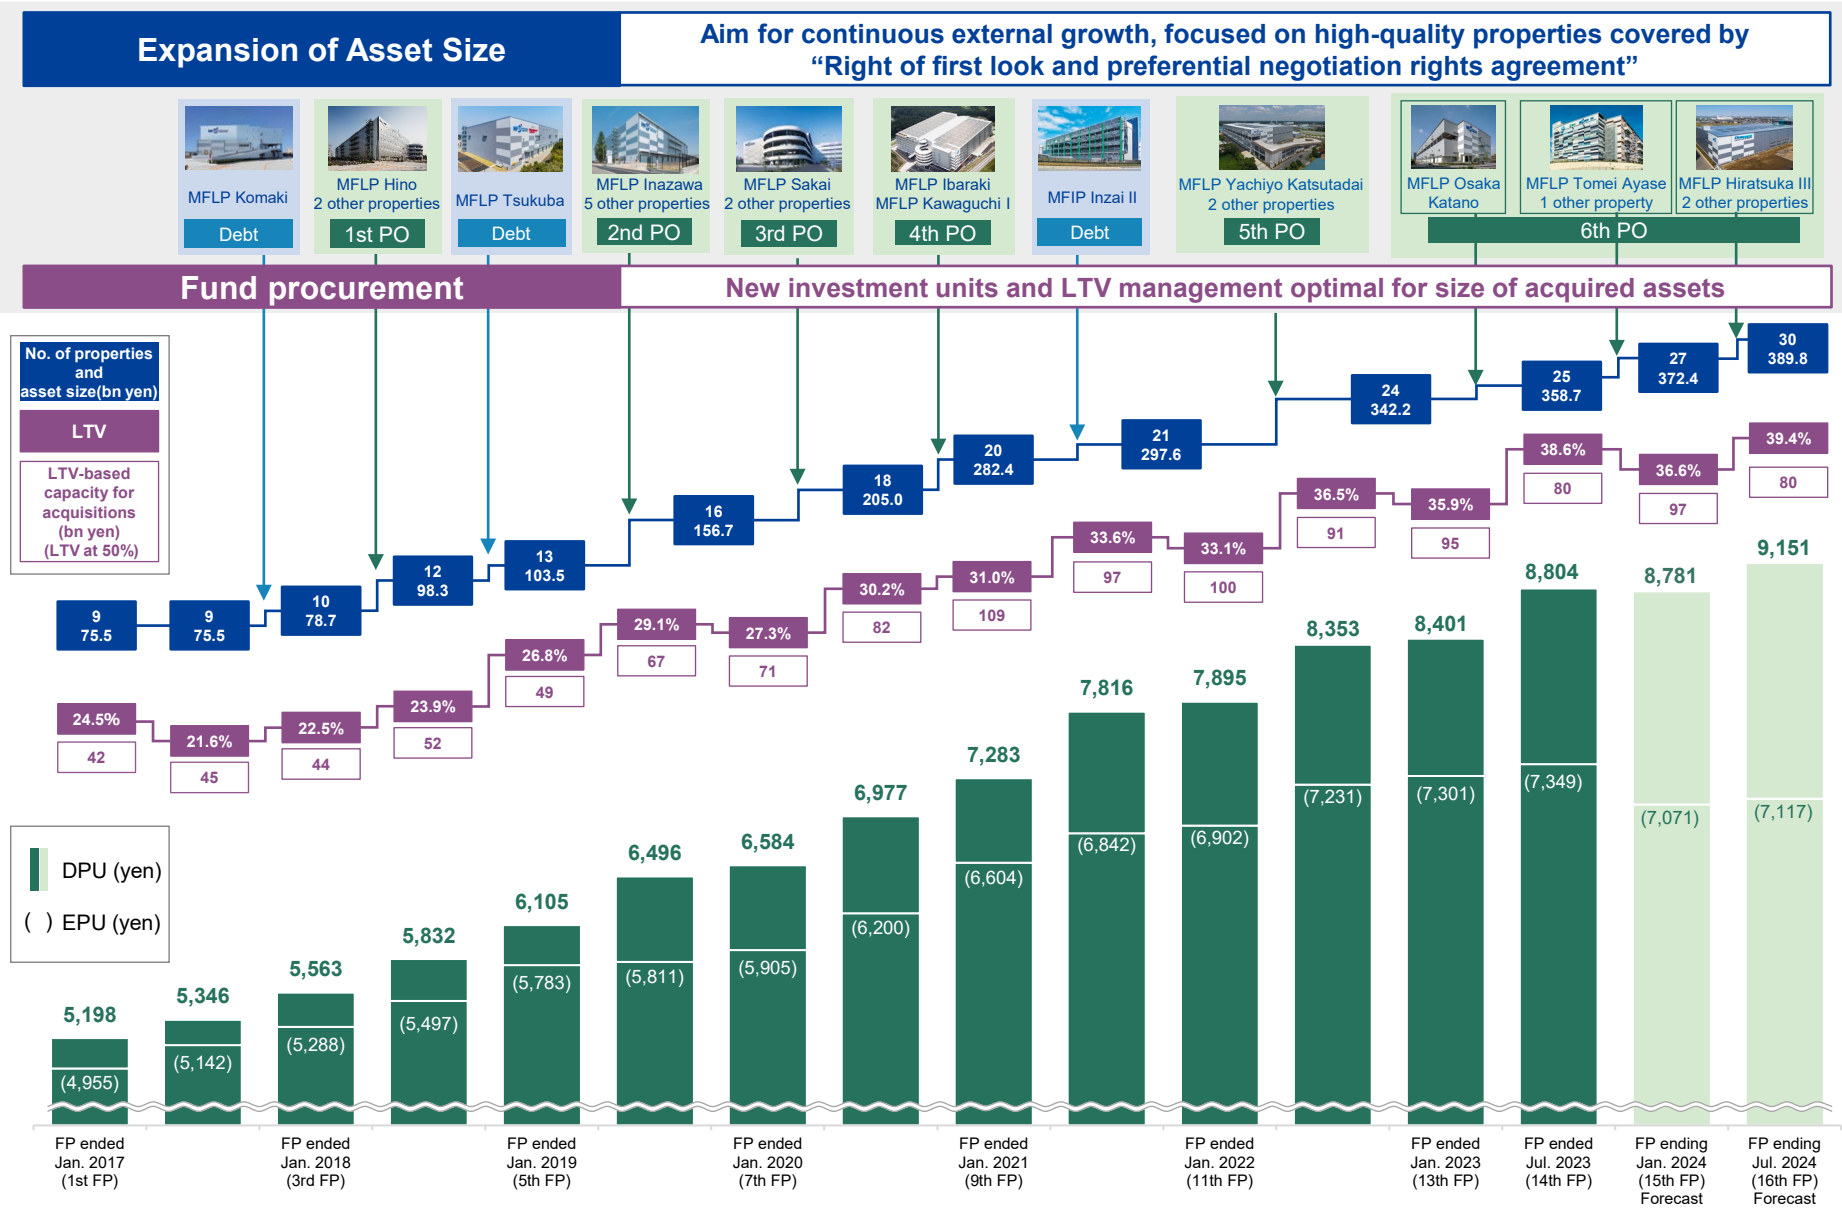 Expansion of Asset Size
Aim for continuous external growth, focused on high-quality properties covered by
“Right of first look and preferential negotiation rights agreement”
MFLP Komaki
Debt
MFLP Hino
2 other properties
1st PO
MFLP Tsukuba
Debt
MFLP Inazawa
5 other properties
2nd PO
MFLP Sakai
2 other properties
3rd PO
MFLP Ibaraki
MFLP Kawaguchi I
4th PO
MFIP Inzai II
Debt
MFLP Yachiyo Katsutadai
2 other properties
5th PO
MFLP Osaka
Katano
MFLP Tomei Ayase
1 other property
MFLP Hiratsuka III
2 other properties
6th PO
Fund procurement
New investment units and LTV management optimal for size of acquired assets
No. of properties
and
asset size(bn yen)
LTV
LTV-based
capacity for
acquisitions
(bn yen)
(LTV at 50%)
9
75.5
9
75.5
10
78.7
12
98.3
13
103.5
16
156.7
18
205.0
20
282.4
21
297.6
24
342.2
25
358.7
27
372.4
30
389.8
24.5%
42
21.6%
45
22.5%
44
23.9%
52
26.8%
49
29.1%
67
27.3%
71
30.2%
82
31.0%
109
33.6%
97
33.1%
100
36.5%
91
35.9%
95
38.6%
80
36.6%
97
39.4%
80
DPU (yen)
( ) EPU (yen)
5,198
(4,955)
5,346
(5,142)
5,563
(5,288)
5,832
(5,497)
6,105
(5,783)
6,496
(5,811)
6,584
(5,905)
6,977
(6,200)
7,283
(6,604)
7,816
(6,842)
7,895
(6,902)
8,353
(7,231)
8,401
(7,301)
8,804
(7,349)
8,781
(7,071)
9,151
(7,117)
FP ended
Jan. 2017
(1st FP)
FP ended
Jan. 2018
(3rd FP)
FP ended
Jan. 2019
(5th FP)
FP ended
Jan. 2020
(7th FP)
FP ended
Jan. 2021
(9th FP)
FP ended
Jan. 2022
(11th FP)
FP ended
Jan. 2023
(13th FP)
FP ended
Jul. 2023
(14th FP)
FP ending
Jan. 2024
(15th FP)
Forecast
FP ending
Jul. 2024
(16th FP)
Forecast